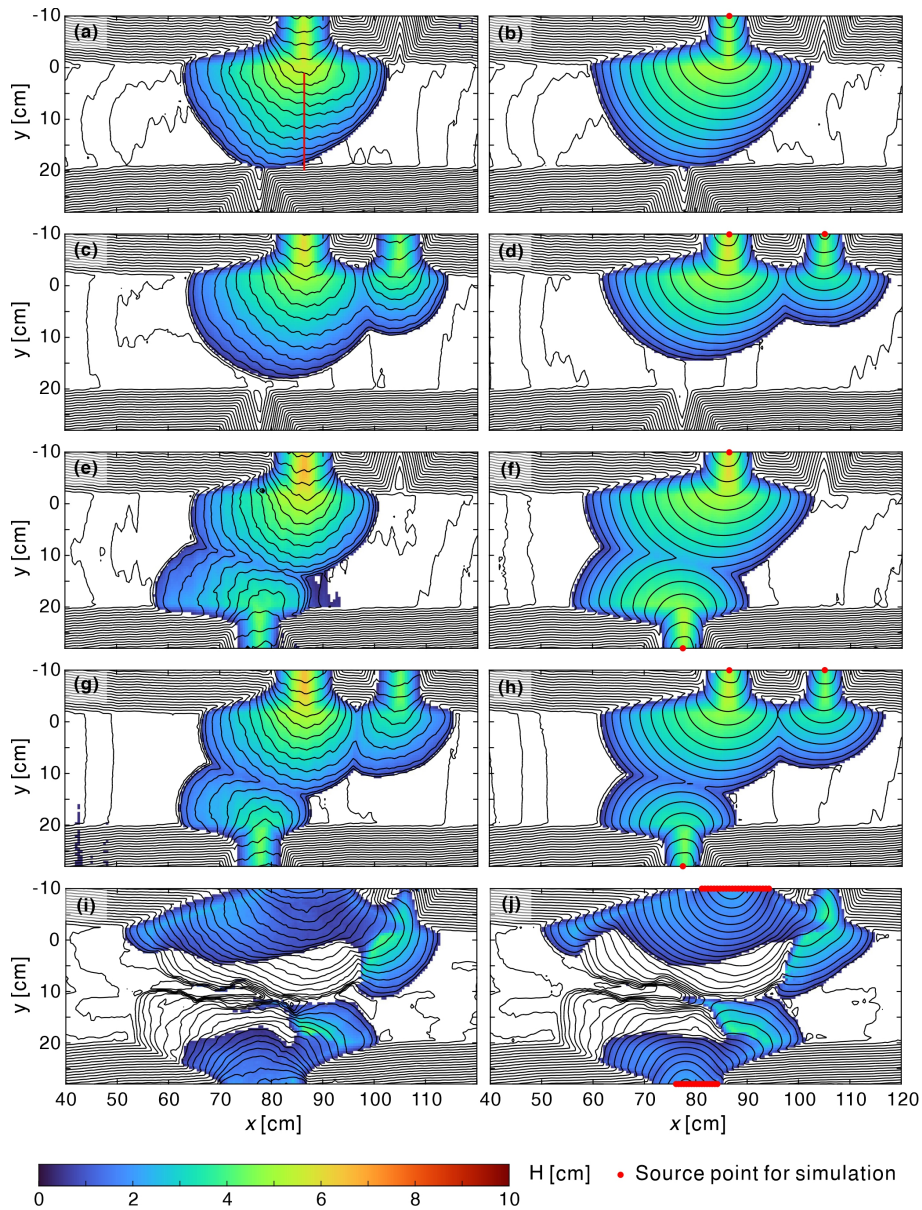 (a) (b)
-10
0
10
20
y [cm]
(c) (d)
0
10
20
y [cm]
(e) (f)
-10
0
10
20
y [cm]
(g) (h)
-10
0
10
20
y [cm]
(i) (j)
-10
0
10
20
y [cm]
40 50 60 70 80 90 100 110 40 50 60 70 80 90 100 110 120
x [cm] x [cm]
H [cm] Source point for simulation
0 2 4 6 8 10